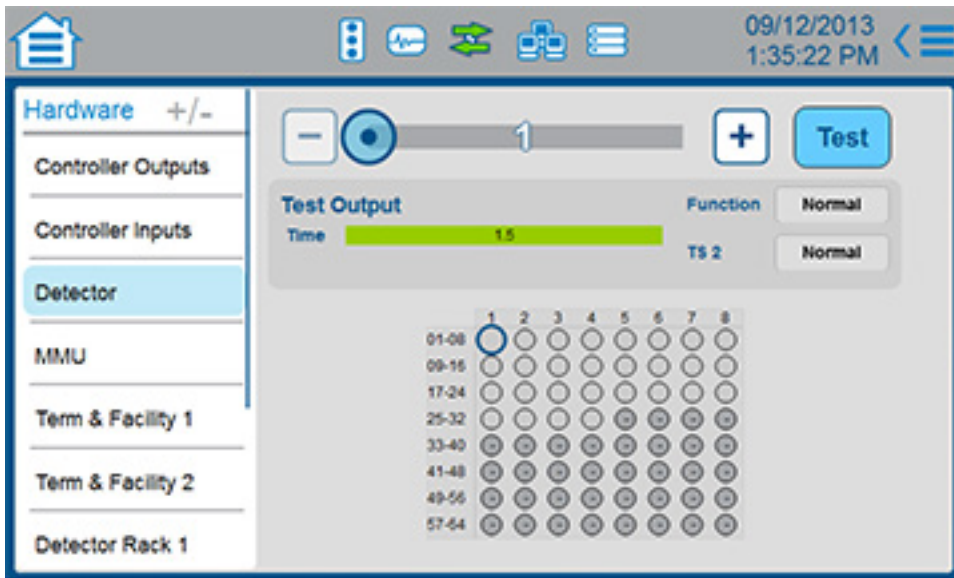 09/12/2013
1:35:22 PM
Hardware +/-
Controller Outputs
Controller Inputs
Detector
MMU
Term & Facility 1
Term & Facility 2
Detector Rack 1
− 1 + Test
Test Output
Time 1.5
Function Normal
TS 2 Normal
1 2 3 4 5 6 7 8
01-08
09-16
17-24
25-32
33-40
41-48
49-56
57-64